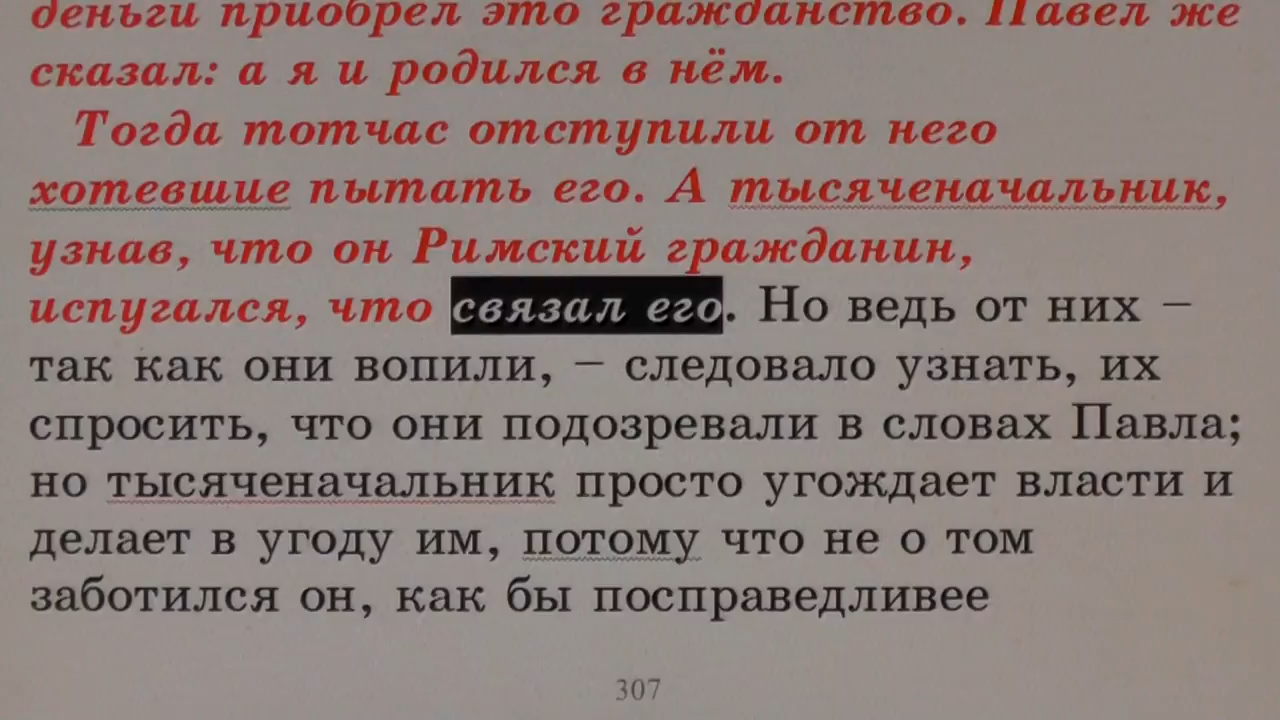 деньги приобрел это гражданство. Павел же
сказал: а я и родился в нём.
Тогда тотчас отступили от него
хотевшие пытать его. А тысяченачальник,
узнав, что он Римский гражданин,
испугался, что связал его. Но ведь от них –
так как они вопили, – следовало узнать, их
спросить, что они подозревали в словах Павла;
но тысяченачальник просто угождает власти и
делает в угоду им, потому что не о том
заботился он, как бы посправедливее
307